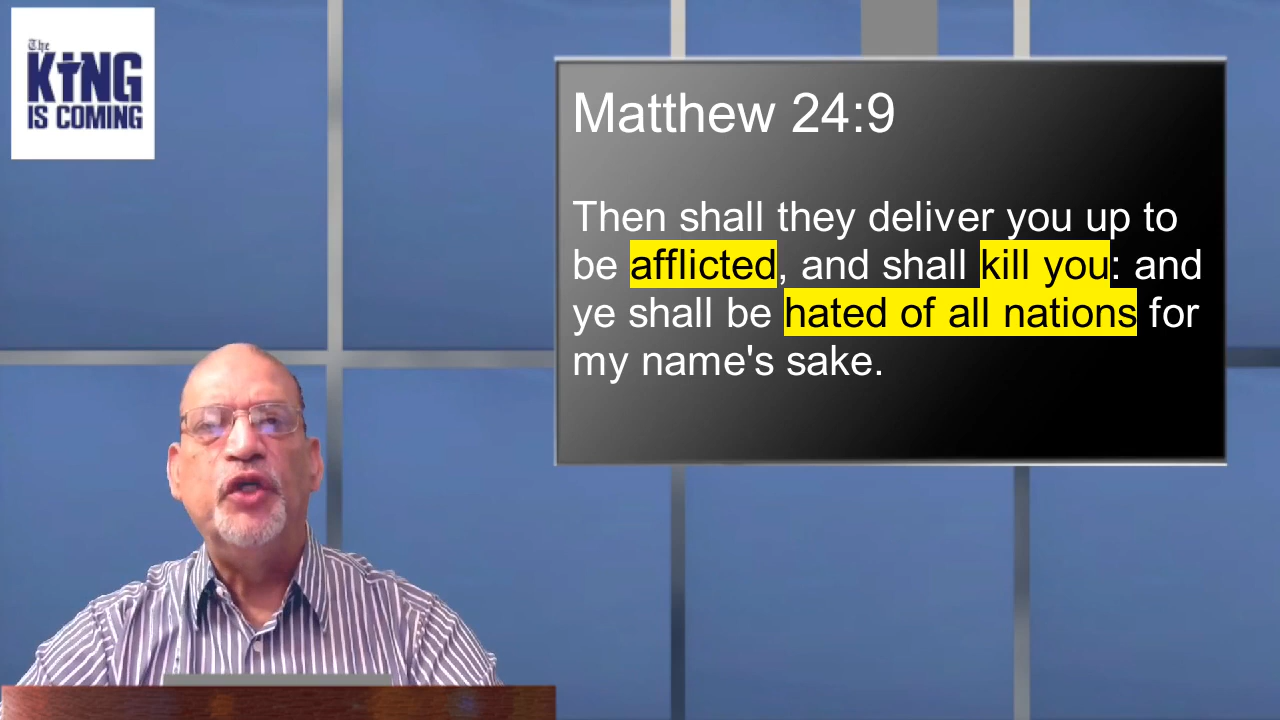 The
KING
IS COMING
Matthew 24:9
Then shall they deliver you up to
be afflicted, and shall kill you: and
ye shall be hated of all nations for
my name's sake.